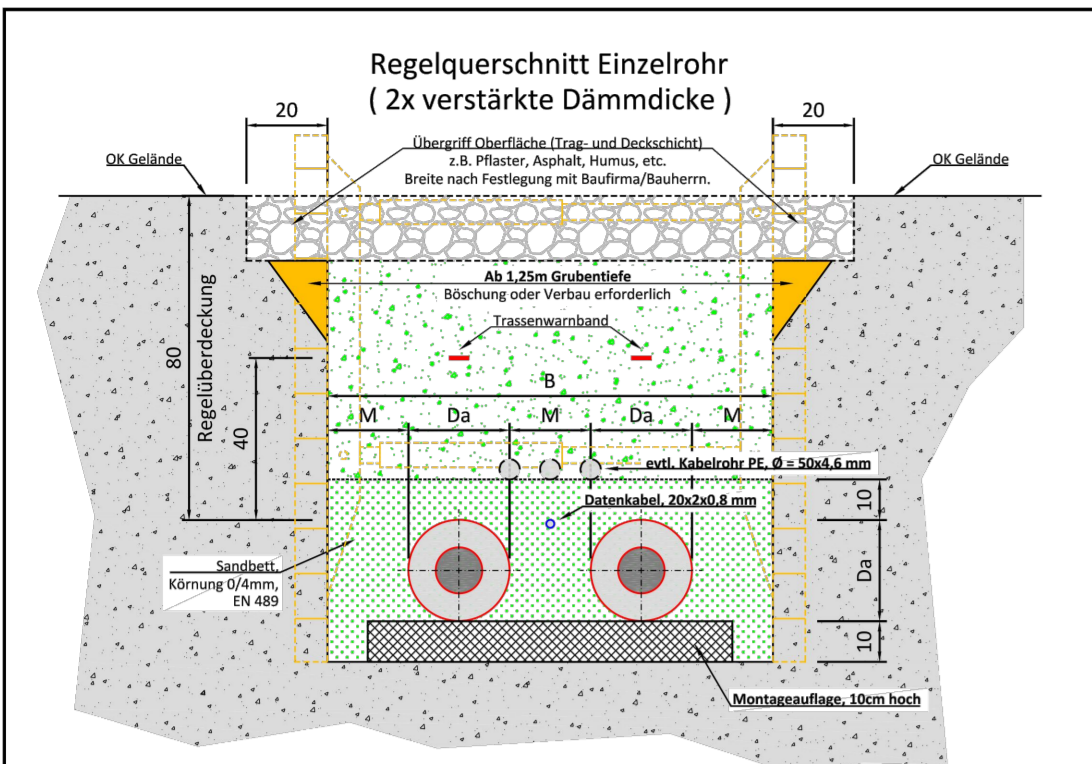 Regelquerschnitt Einzelrohr
( 2x verstärkte Dämmdicke )
20
20
Übergriff Oberfläche (Trag- und Deckschicht)
z.B. Pflaster, Asphalt, Humus, etc.
Breite nach Festlegung mit Baufirma/Bauherrn.
OK Gelände
OK Gelände
Ab 1,25m Grubentiefe
Böschung oder Verbau erforderlich
Trassenwarnband
80
Regelüberdeckung
40
B
M
Da
M
Da
M
evtl. Kabelrohr PE, Ø = 50x4,6 mm
Datenkabel, 20x2x0,8 mm
10
Da
10
Sandbett.
Körnung 0/4mm,
EN 489
Montageauflage, 10cm hoch